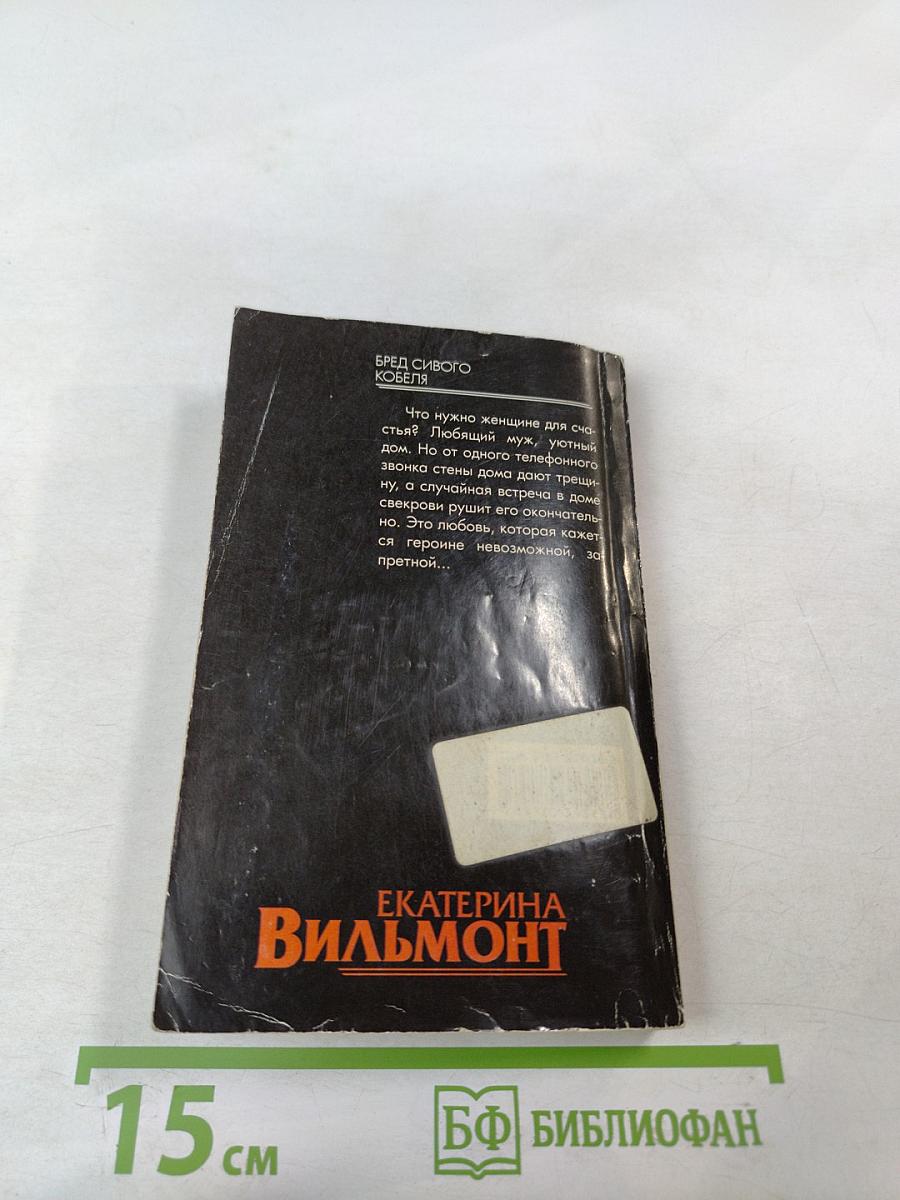 БРЕД СИВОГО
КОБЕЛЯ
Что нужно женщине для сча-
стья? Любящий муж, уютный
дом. Но от одного телефонного
звонка стены дома дают трещи-
ну, а случайная встреча в доме
свекрови рушит его окончатель-
но. Это любовь, которая кажет-
ся героине невозможной, за-
претной...
ЕКАТЕРИНА
ВИЛЬМОНТ
15 см
БФ БИБЛИОФАН